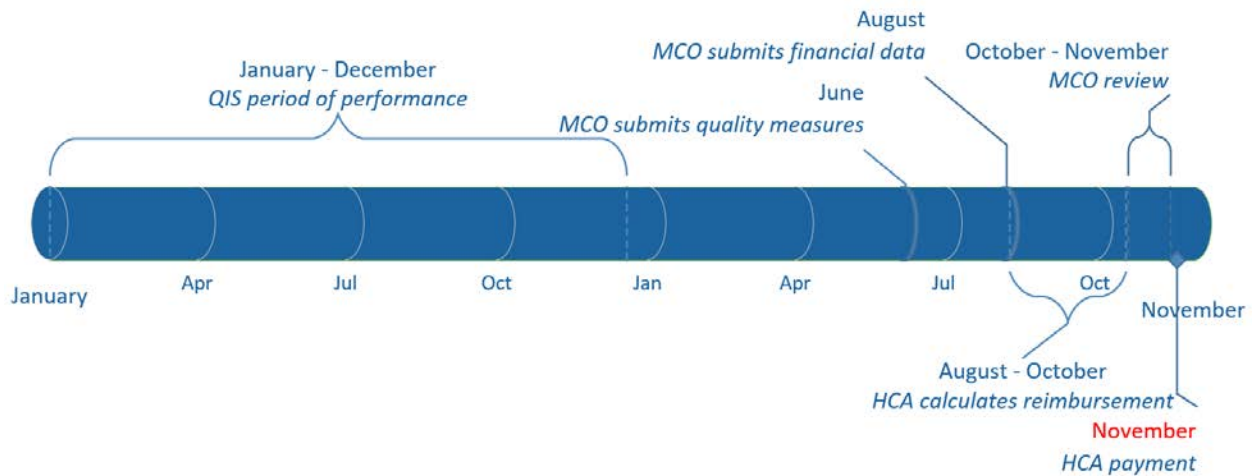 August
MCO submits financial data
October - November
MCO review
January - December
QIS period of performance
June
MCO submits quality measures
January
Apr
Jul
Oct
Jan
Apr
Jul
Oct
November
August - October
HCA calculates reimbursement
November
HCA payment